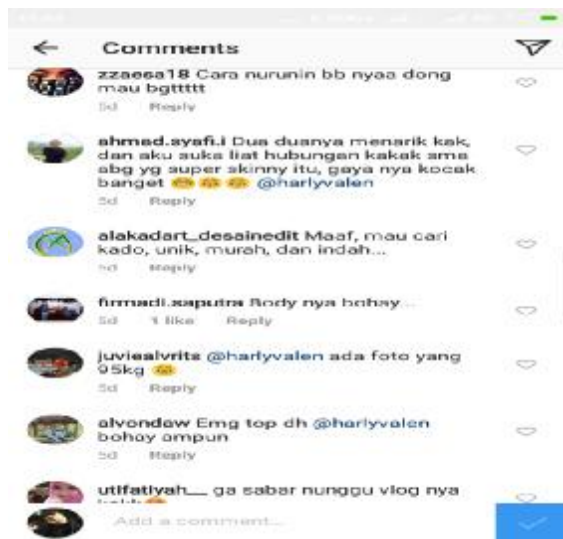 Comments
zzaesa18 Cara nurunin bb nyaa dong
mau bgttttt
5d Reply
ahmad.syafi.i Dua duanya menarik kak,
dan aku suka liat hubungan kakak sma
abg yg super skinny itu, gaya nya kocak
banget @harlyvalen
5d Reply
alakadart_desainedit Maaf, mau cari
kado, unik, murah, dan indah...
5d Reply
firmadi.saputra Body nya bohay...
5d 1 like Reply
juviealvrits @harlyvalen ada foto yang
95kg
5d Reply
alvondaw Emg top dh @harlyvalen
bohay ampun
5d Reply
utifatiyah__ ga sabar nunggu vlog nya
Add a comment...